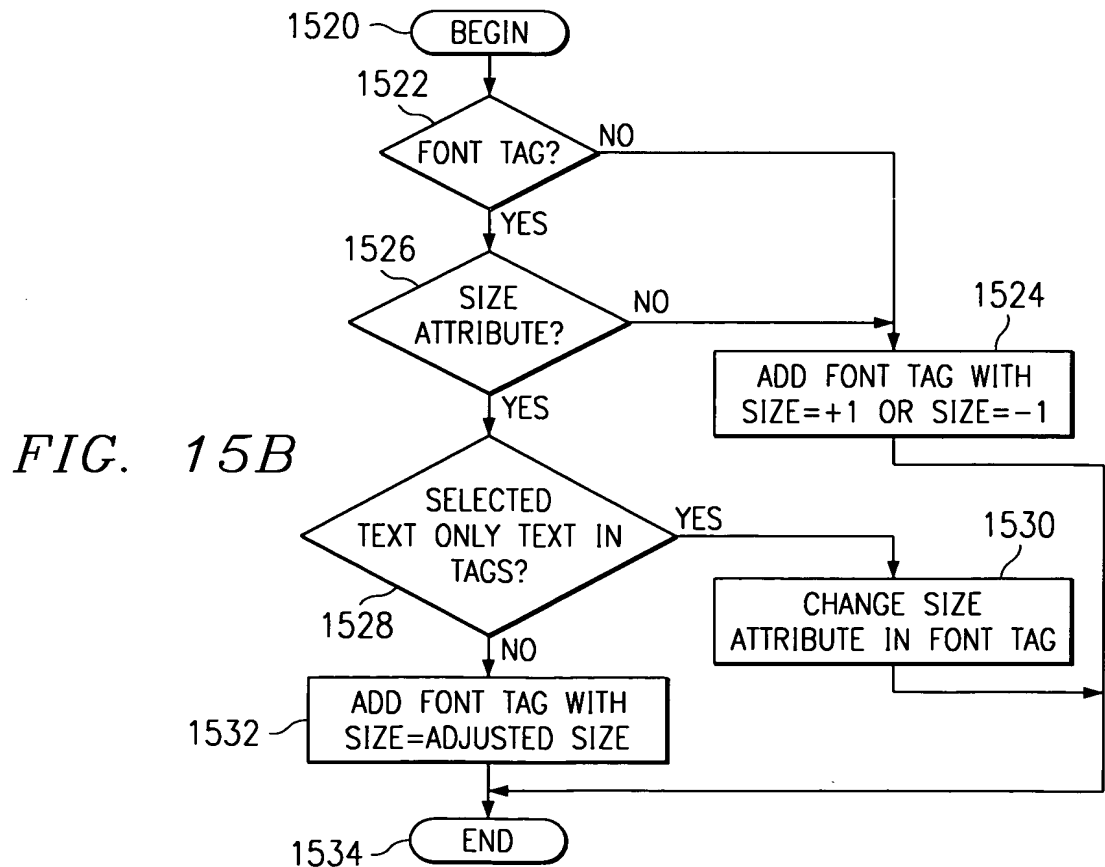 1520
BEGIN
1522
FONT TAG?
NO
YES
1526
SIZE
ATTRIBUTE?
NO
YES
1524
ADD FONT TAG WITH
SIZE=+1 OR SIZE=-1
FIG. 15B
SELECTED
TEXT ONLY TEXT IN
TAGS?
YES
1528
NO
1530
CHANGE SIZE
ATTRIBUTE IN FONT TAG
1532
ADD FONT TAG WITH
SIZE=ADJUSTED SIZE
1534
END